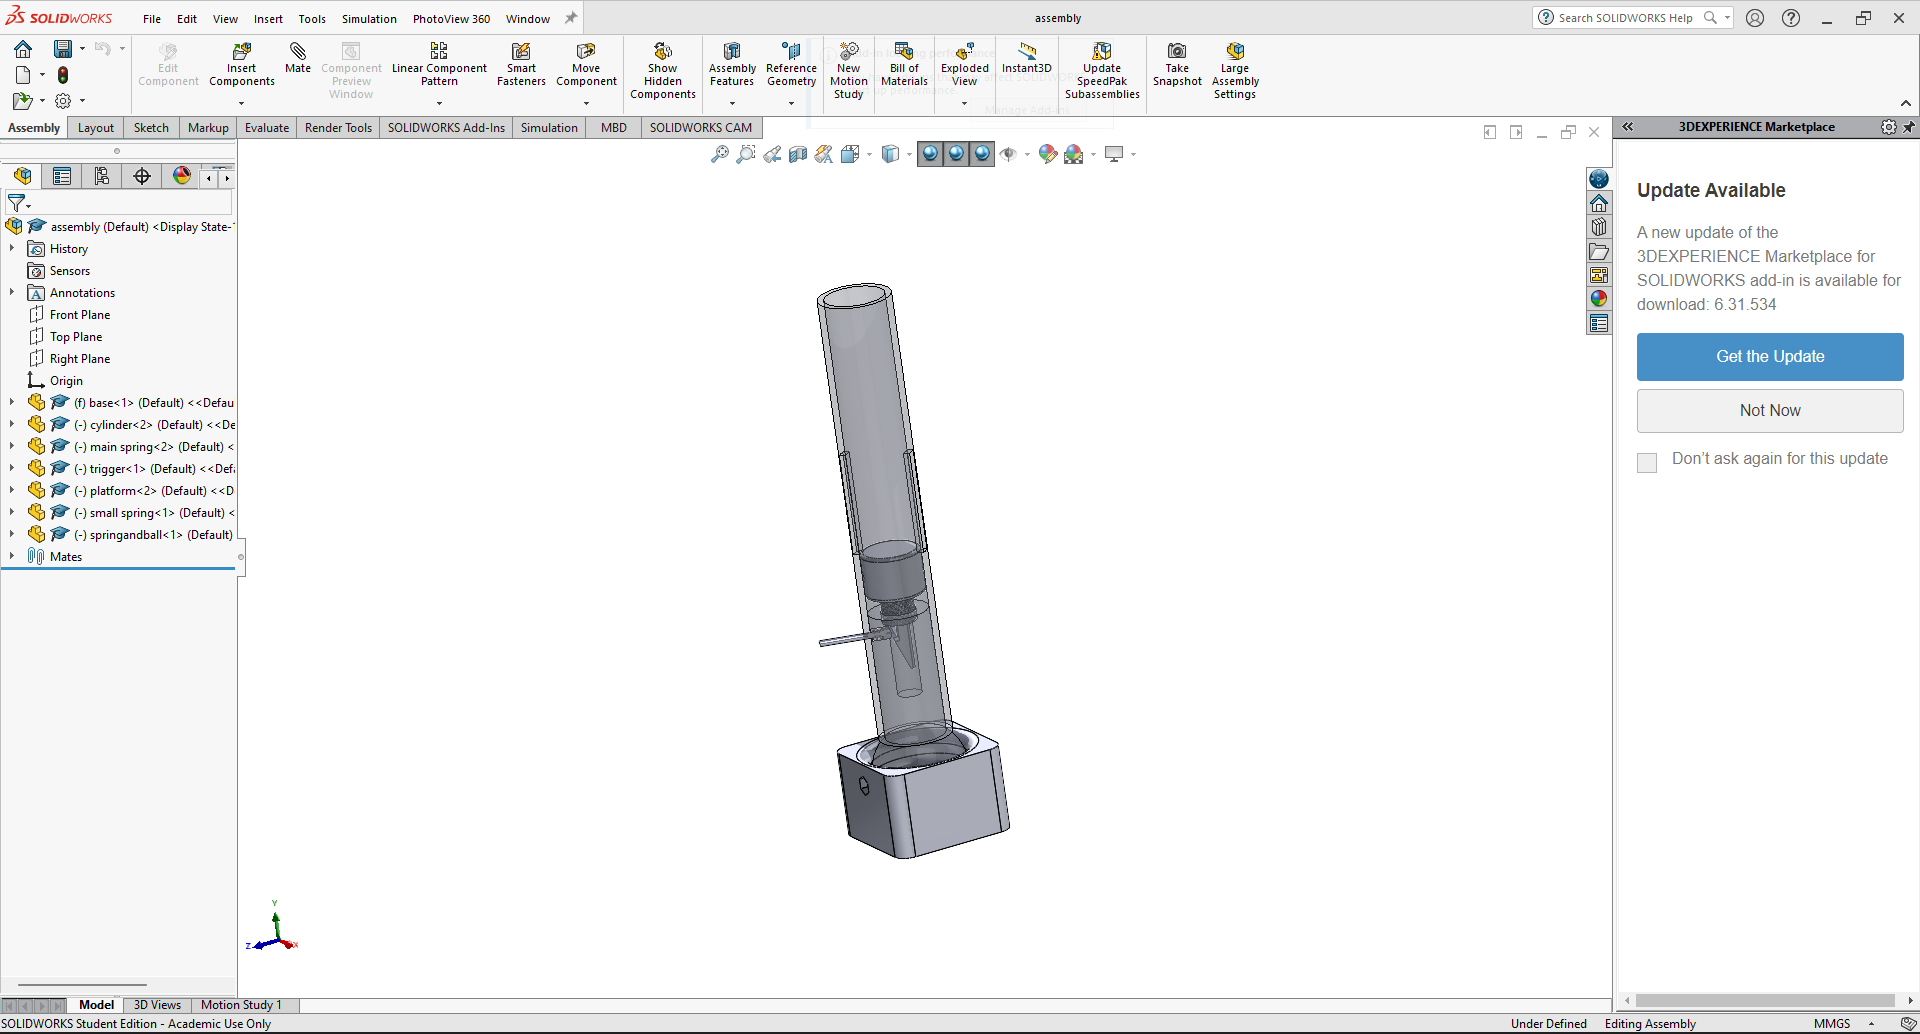 SOLIDWORKS
File Edit View Insert Tools Simulation PhotoView 360 Window
assembly
Search SOLIDWORKS Help
Edit Component
Insert Components
Mate
Component Preview Window
Linear Component Pattern
Smart Fasteners
Move Component
Show Hidden Components
Assembly Features
Reference Geometry
New Motion Study
Bill of Materials
Exploded View
Instant3D
Update SpeedPak Subassemblies
Take Snapshot
Large Assembly Settings
Assembly Layout Sketch Markup Evaluate Render Tools SOLIDWORKS Add-Ins Simulation MBD SOLIDWORKS CAM
3DEXPERIENCE Marketplace
assembly (Default) <Display State-
History
Sensors
Annotations
Front Plane
Top Plane
Right Plane
Origin
(f) base<1> (Default) <<Defau
(-) cylinder<2> (Default) <<De
(-) main spring<2> (Default) <
(-) trigger<1> (Default) <<Defa
(-) platform<2> (Default) <<D
(-) small spring<1> (Default) <
(-) springandball<1> (Default)
Mates
Update Available
A new update of the
3DEXPERIENCE Marketplace for
SOLIDWORKS add-in is available for
download: 6.31.534
Get the Update
Not Now
Don't ask again for this update
Y
Z
X
Model 3D Views Motion Study 1
SOLIDWORKS Student Edition - Academic Use Only
Under Defined Editing Assembly MMGS